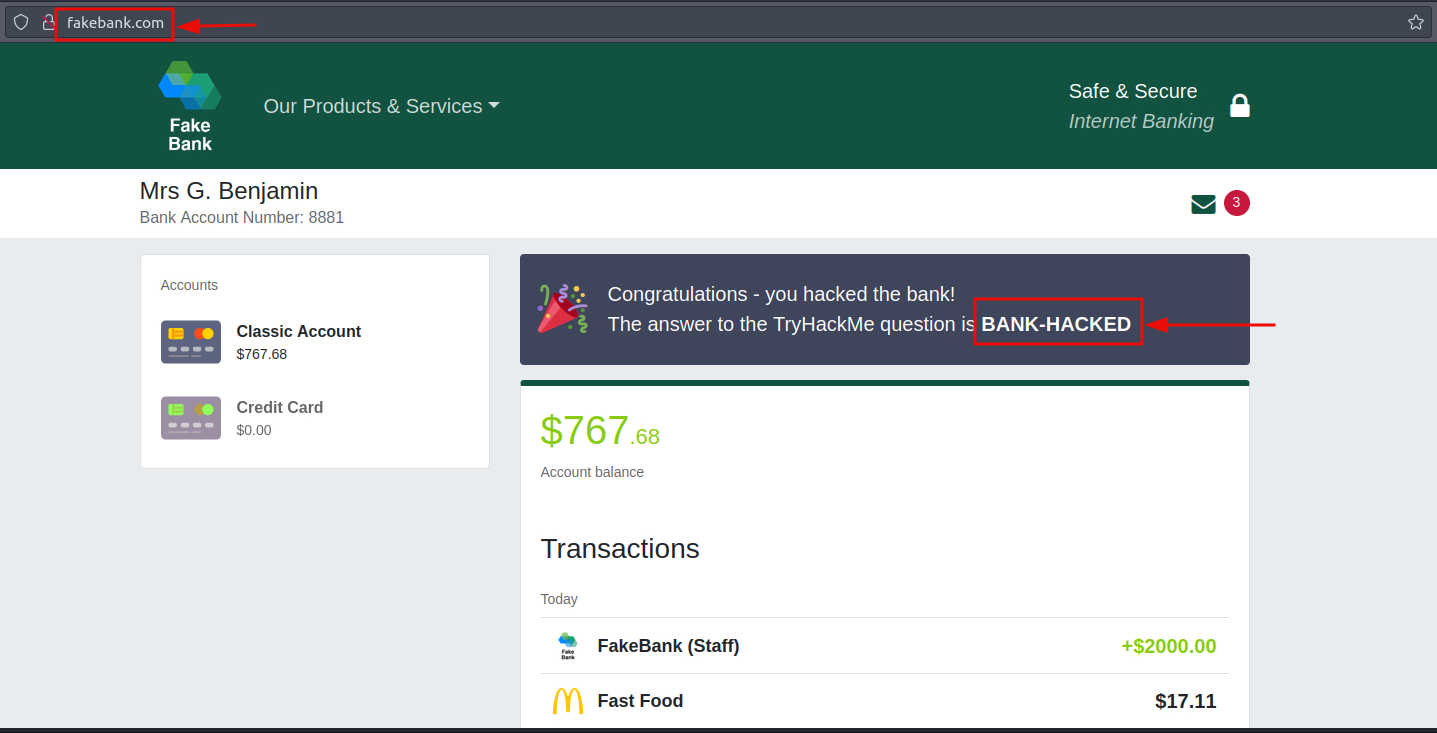 fakebank.com
Fake
Bank
Our Products & Services
Safe & Secure
Internet Banking
Mrs G. Benjamin
Bank Account Number: 8881
3
Accounts
Classic Account
$767.68
Credit Card
$0.00
Congratulations - you hacked the bank!
The answer to the TryHackMe question is BANK-HACKED
$767.68
Account balance
Transactions
Today
Fake
Bank
FakeBank (Staff) +$2000.00
Fast Food $17.11